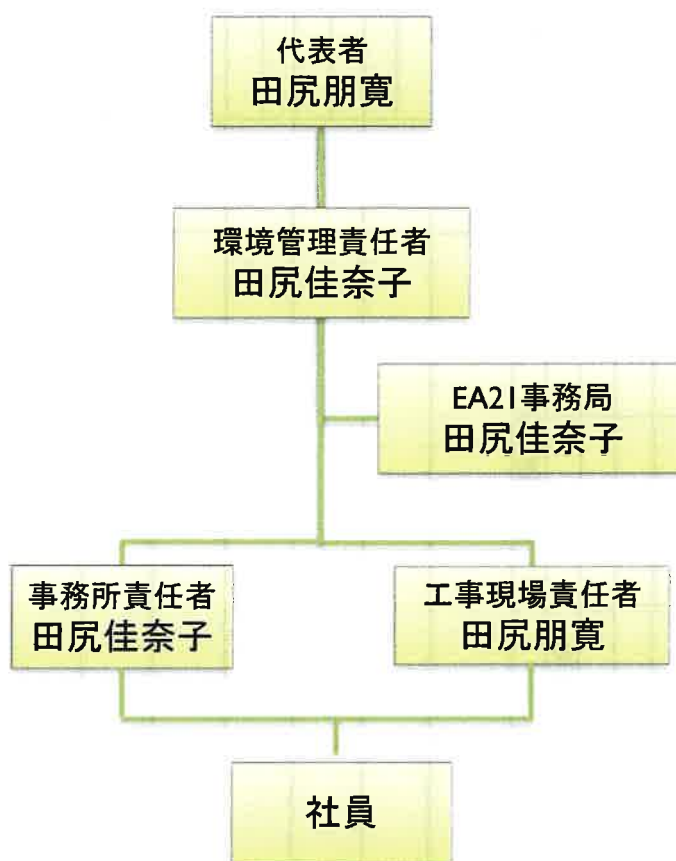 代表者
田尻朋寛
環境管理責任者
田尻佳奈子
EA21事務局
田尻佳奈子
事務所責任者
田尻佳奈子
工事現場責任者
田尻朋寛
社員